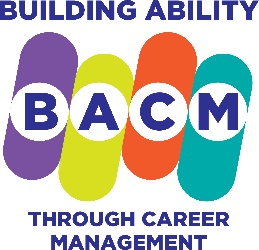 BUILDING ABILITY
BACM
THROUGH CAREER
MANAGEMENT